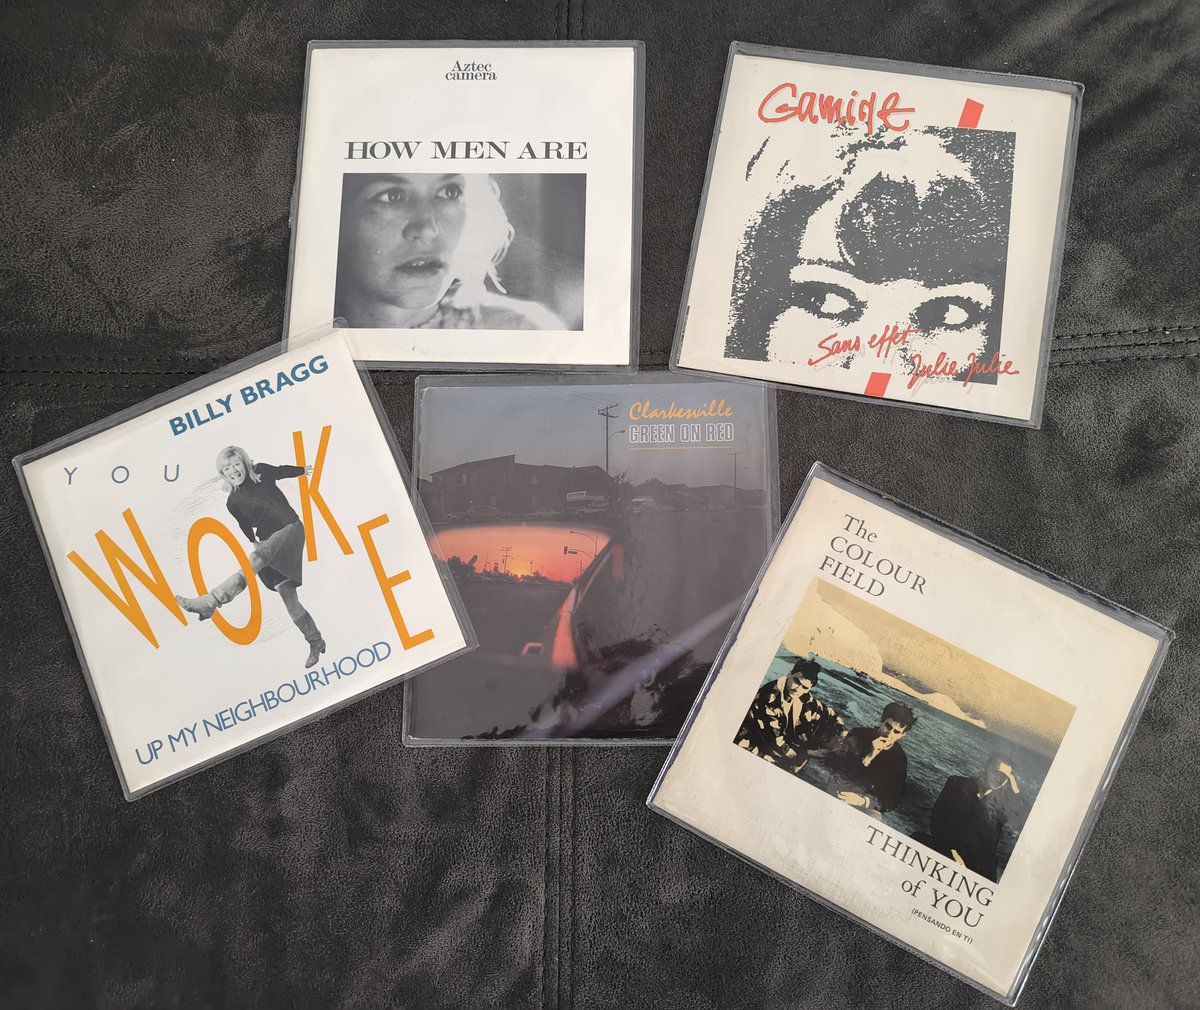 Aztec
camera
HOW MEN ARE
Gamine
Sans effet
Julie Julie
BILLY BRAGG
YOU
WOKE
UP MY NEIGHBOURHOOD
Clarkesville
GREEN ON RED
The
COLOUR
FIELD
THINKING
of YOU
(PENSANDO EN TI)